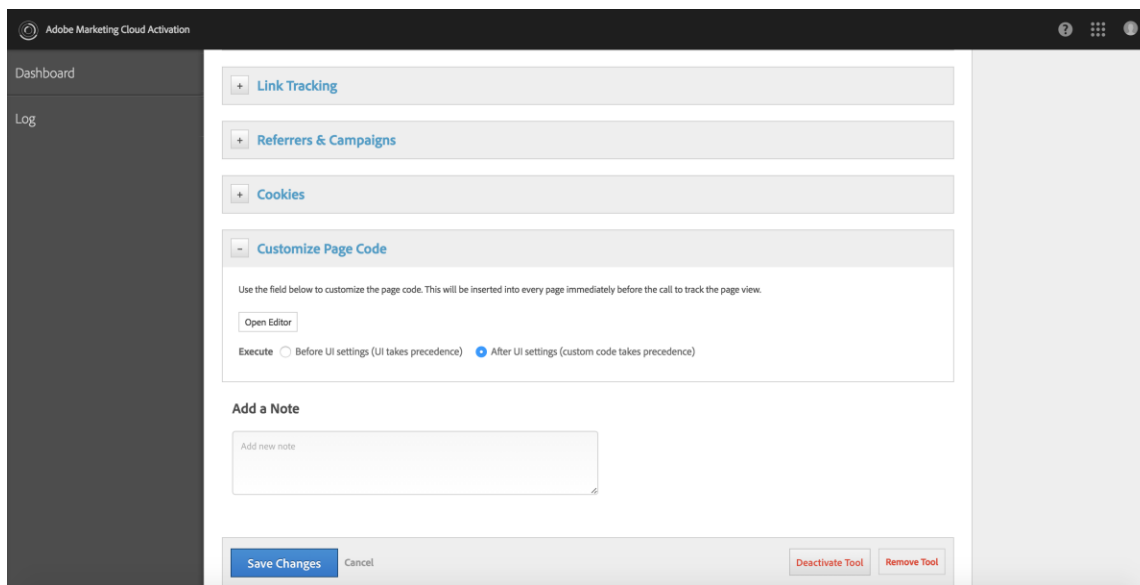 Adobe Marketing Cloud Activation
Dashboard
Log
+ Link Tracking
+ Referrers & Campaigns
+ Cookies
- Customize Page Code
Use the field below to customize the page code. This will be inserted into every page immediately before the call to track the page view.
Open Editor
Execute Before UI settings (UI takes precedence) After UI settings (custom code takes precedence)
Add a Note
Add new note
Save Changes Cancel Deactivate Tool Remove Tool